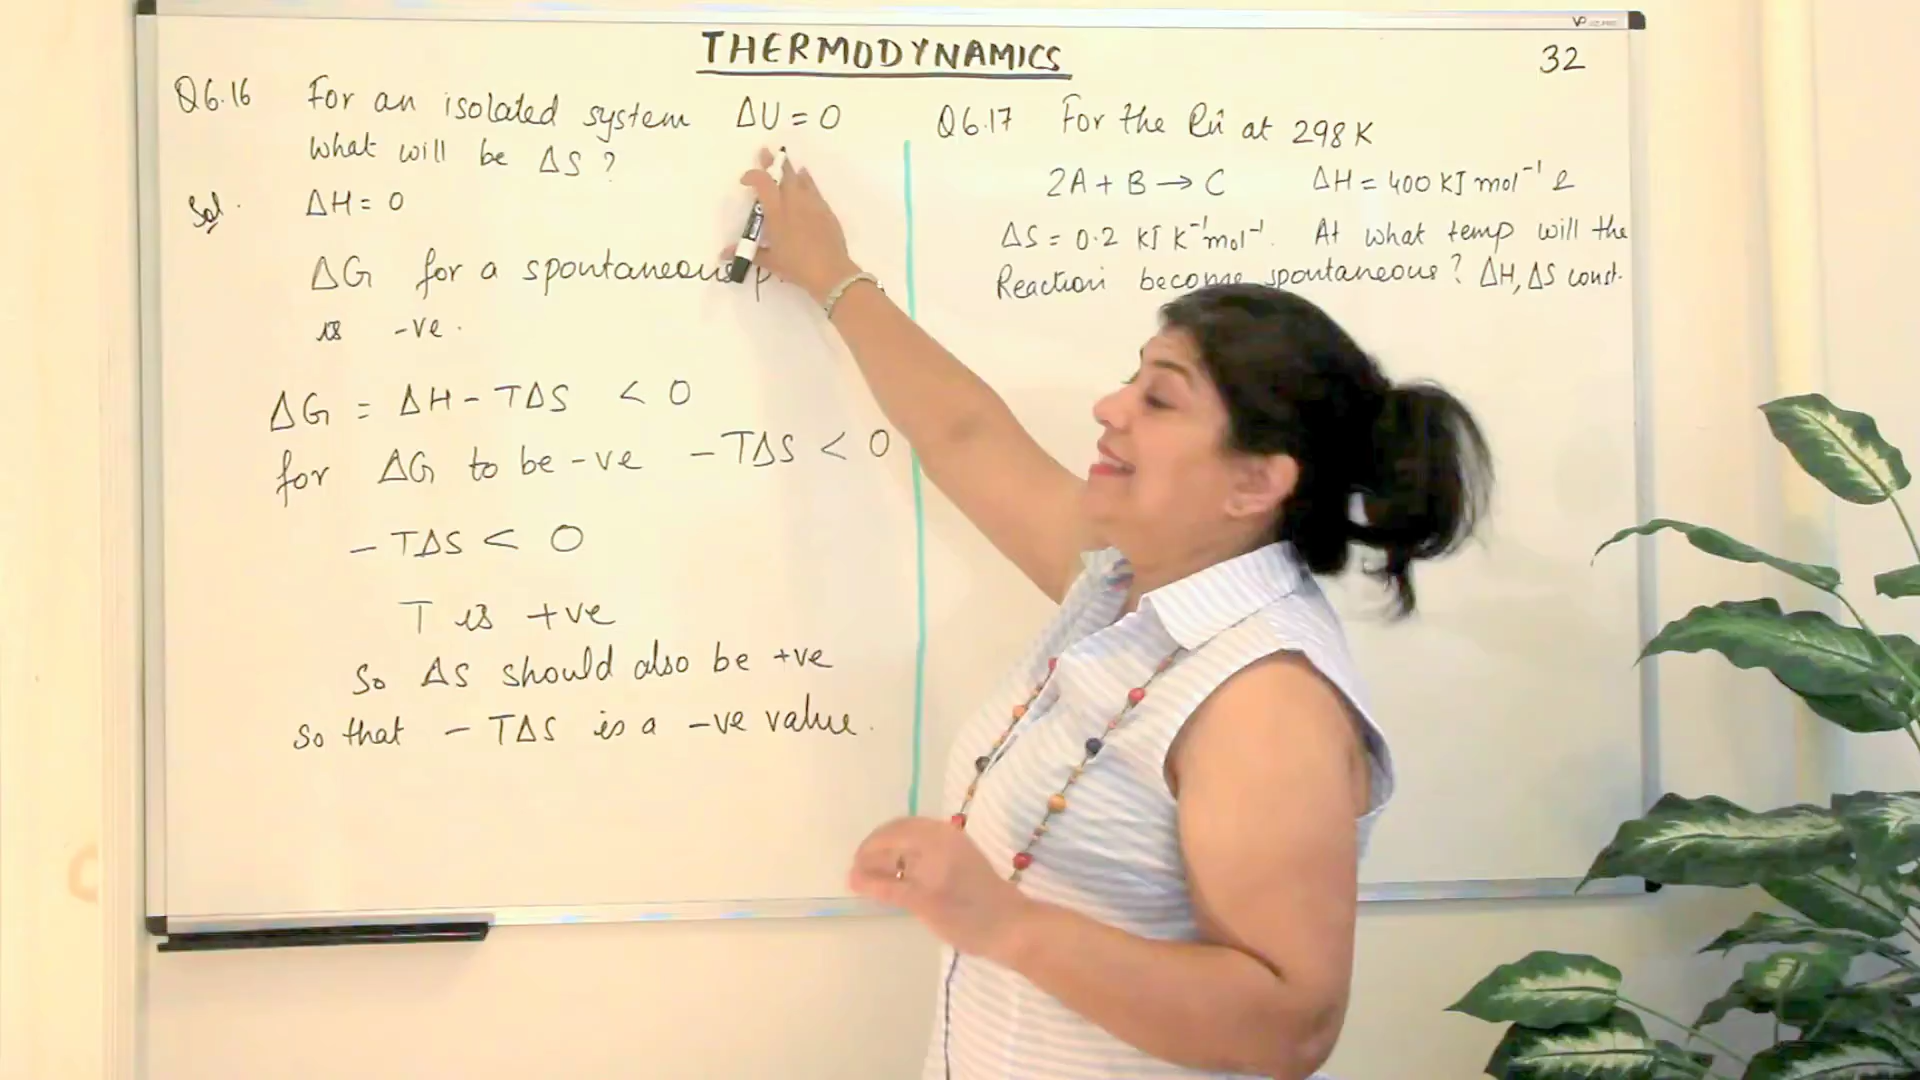 THERMODYNAMICS
32
Q6.16 For an isolated system ΔU = 0
What will be ΔS ?
Sol. ΔH = 0
ΔG for a spontaneous p
is -ve.
ΔG = ΔH - TΔS < 0
for ΔG to be -ve - TΔS < 0
- TΔS < 0
T is +ve
So ΔS should also be +ve
So that - TΔS is a -ve value.
Q6.17 For the at 298 K
2A + B → C ΔH = 400 KJ mol⁻¹ &
ΔS = 0.2 KJ K⁻¹ mol⁻¹. At what temp will the
Reaction become spontaneous ? ΔH, ΔS const.